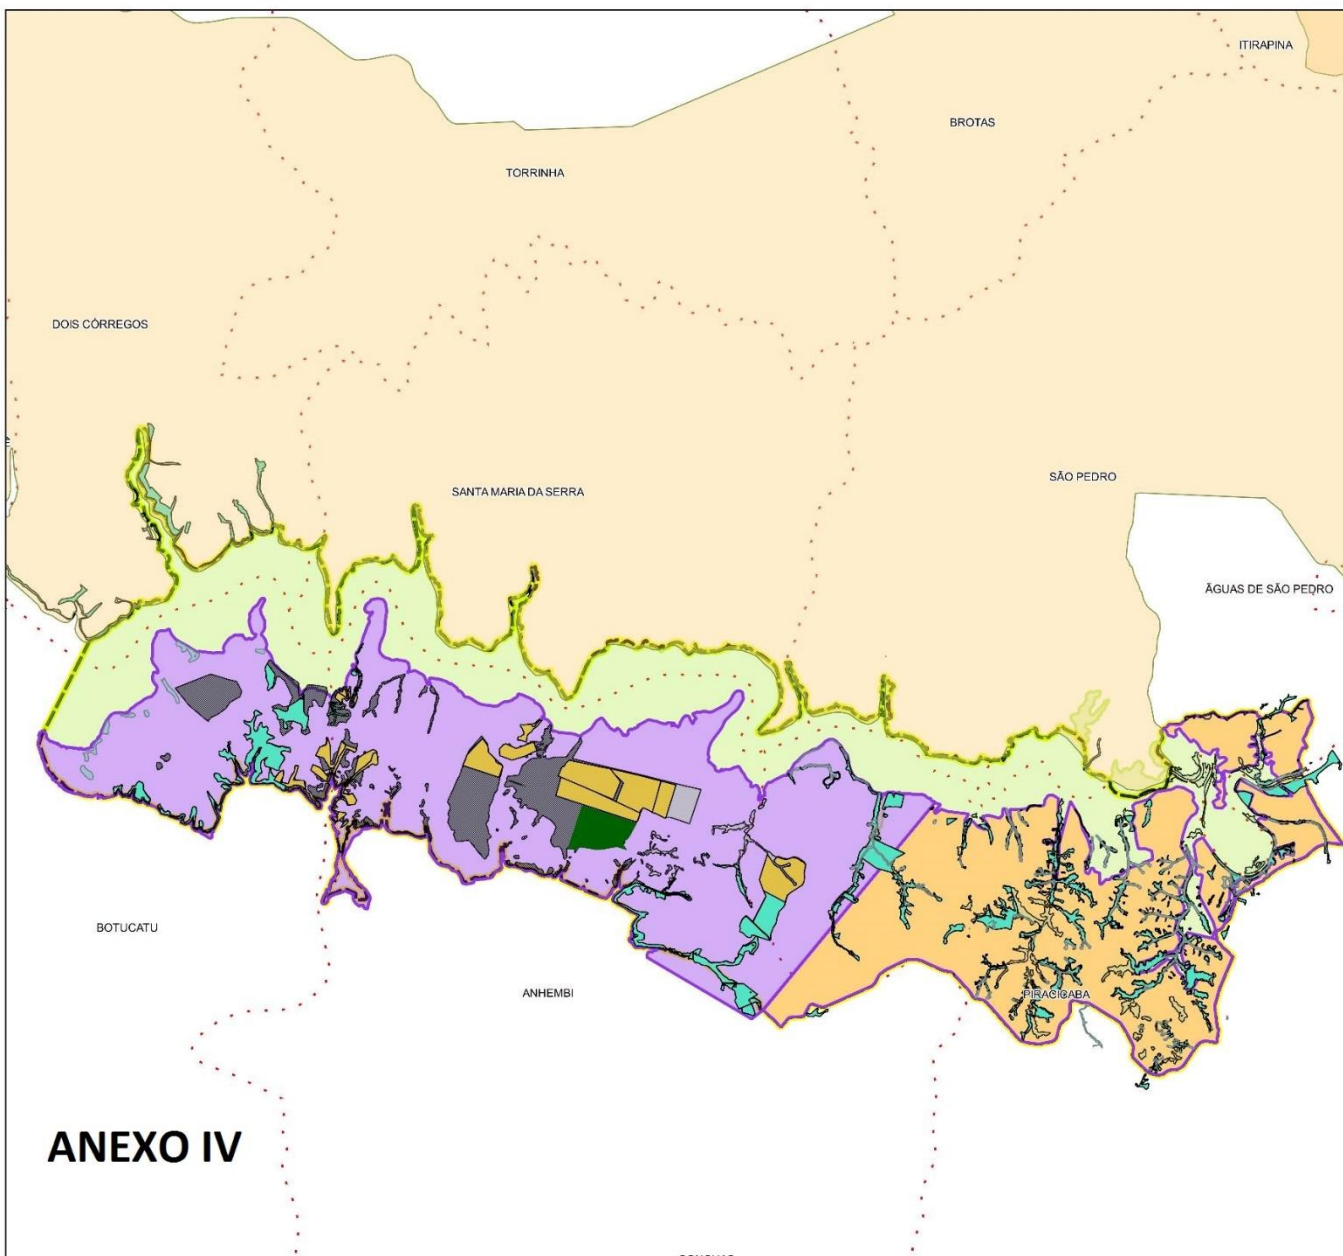 ITIRAPINA
BROTAS
TORRINHA
DOIS CÓRREGOS
SÃO PEDRO
SANTA MARIA DA SERRA
ÁGUAS DE SÃO PEDRO
BOTUCATU
ANHEMBI
PIRACICABA
ANEXO IV